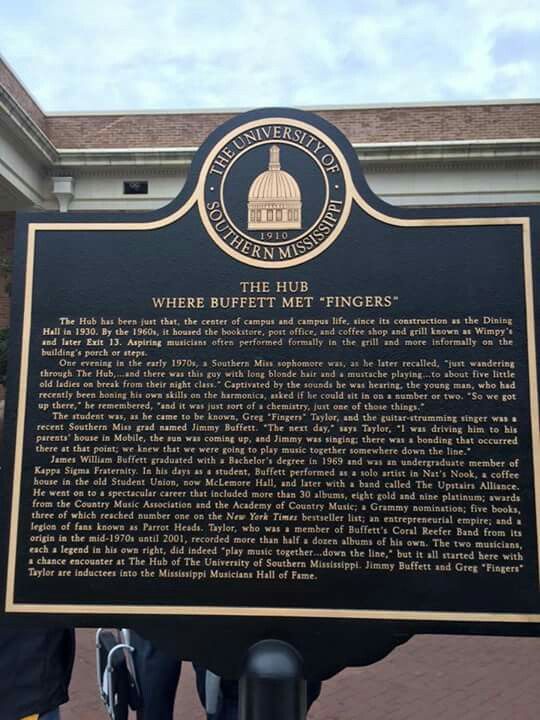 THE UNIVERSITY OF
SOUTHERN MISSISSIPPI
1910
THE HUB
WHERE BUFFETT MET "FINGERS"
The Hub has been just that, the center of campus and campus life, since its construction as the Dining
Hall in 1930. By the 1960s, it housed the bookstore, post office, and coffee shop and grill known as Wimpy's
and later Exit 13. Aspiring musicians often performed formally in the grill and more informally on the
building's porch or steps.
One evening in the early 1970s, a Southern Miss sophomore was, as he later recalled, "just wandering
through The Hub,...and there was this guy with long blonde hair and a mustache playing...to about five little
old ladies on break from their night class." Captivated by the sounds he was hearing, the young man, who had
recently been honing his own skills on the harmonica, asked if he could sit in on a number or two. "So we got
up there," he remembered, "and it was just sort of a chemistry, just one of those things."
The student was, as he came to be known, Greg "Fingers" Taylor, and the guitar-strumming singer was a
recent Southern Miss grad named Jimmy Buffett. "The next day," says Taylor, "I was driving him to his
parents' house in Mobile, the sun was coming up, and Jimmy was singing; there was a bonding that occurred
there at that point; we knew that we were going to play music together somewhere down the line."
James William Buffett graduated with a Bachelor's degree in 1969 and was an undergraduate member of
Kappa Sigma Fraternity. In his days as a student, Buffett performed as a solo artist in Nat's Nook, a coffee
house in the old Student Union, now McLemore Hall, and later with a band called The Upstairs Alliance.
He went on to a spectacular career that included more than 30 albums, eight gold and nine platinum; awards
from the Country Music Association and the Academy of Country Music; a Grammy nomination; five books,
three of which reached number one on the New York Times bestseller list; an entrepreneurial empire; and a
legion of fans known as Parrot Heads. Taylor, who was a member of Buffett's Coral Reefer Band from its
origin in the mid-1970s until 2001, recorded more than half a dozen albums of his own. The two musicians,
each a legend in his own right, did indeed "play music together...down the line," but it all started here with
a chance encounter at The Hub of The University of Southern Mississippi. Jimmy Buffett and Greg "Fingers"
Taylor are inductees into the Mississippi Musicians Hall of Fame.